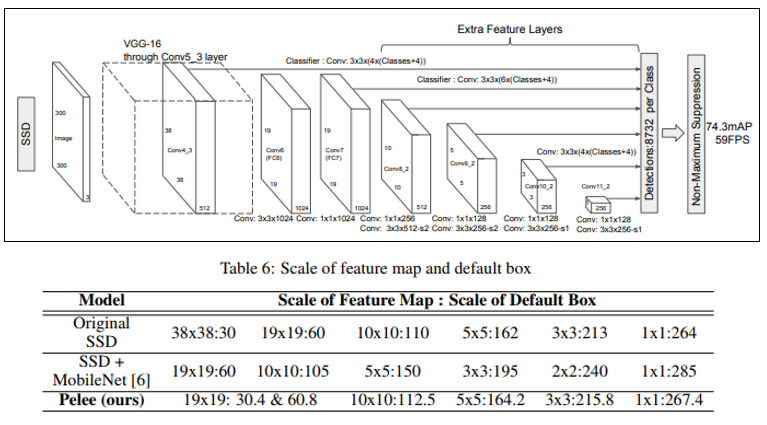 Extra Feature Layers
VGG-16
through Conv5_3 layer
Classifier : Conv: 3x3x(4x(Classes+4))
Classifier : Conv: 3x3x(6x(Classes+4))
Conv: 3x3x(4x(Classes+4))
SSD
300
Image
300
3
38
Conv4_3
38
512
19
Conv6
(FC6)
19
1024
19
Conv7
(FC7)
19
1024
10
Conv8_2
10
512
5
Conv9_2
5
256
3
Conv10_2
3
256
Conv11_2
256
Detections:8732 per Class
Non-Maximum Suppression
74.3mAP
59FPS
Conv: 3x3x1024
Conv: 1x1x1024
Conv: 1x1x256
Conv: 3x3x512-s2
Conv: 1x1x128
Conv: 3x3x256-s2
Conv: 1x1x128
Conv: 3x3x256-s1
Conv: 1x1x128
Conv: 3x3x256-s1
Table 6: Scale of feature map and default box
Model Scale of Feature Map : Scale of Default Box
Original
SSD 38x38:30 19x19:60 10x10:110 5x5:162 3x3:213 1x1:264
SSD +
MobileNet [6] 19x19:60 10x10:105 5x5:150 3x3:195 2x2:240 1x1:285
Pelee (ours) 19x19: 30.4 & 60.8 10x10:112.5 5x5:164.2 3x3:215.8 1x1:267.4